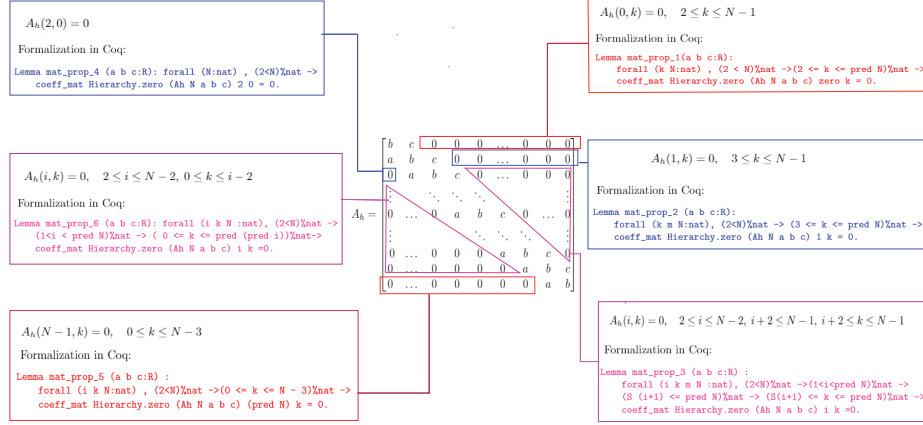 A_h(2,0) = 0
Formalization in Coq:
Lemma mat_prop_4 (a b c:R): forall (N:nat) , (2<N)%nat ->
coeff_mat Hierarchy.zero (Ah N a b c) 2 0 = 0.
A_h(0,k) = 0, 2 ≤ k ≤ N − 1
Formalization in Coq:
Lemma mat_prop_1(a b c:R):
forall (k N:nat) , (2 < N)%nat ->(2 <= k <= pred N)%nat ->
coeff_mat Hierarchy.zero (Ah N a b c) zero k = 0.
A_h(i,k) = 0, 2 ≤ i ≤ N − 2, 0 ≤ k ≤ i − 2
Formalization in Coq:
Lemma mat_prop_6 (a b c:R): forall (i k N :nat), (2<N)%nat ->
(1<i < pred N)%nat -> ( 0 <= k <= pred (pred i))%nat->
coeff_mat Hierarchy.zero (Ah N a b c) i k =0.
A_h =
b c 0 0 0 … 0 0 0
a b c 0 0 … 0 0 0
0 a b c 0 … 0 0 0
⋮ ⋱ ⋱ ⋱ ⋮
0 … 0 a b c 0 … 0
⋮ ⋱ ⋱ ⋱ ⋮
0 … 0 0 0 a b c 0
0 … 0 0 0 0 a b c
0 … 0 0 0 0 0 a b
A_h(1,k) = 0, 3 ≤ k ≤ N − 1
Formalization in Coq:
Lemma mat_prop_2 (a b c:R):
forall (k m N:nat), (2<N)%nat -> (3 <= k <= pred N)%nat ->
coeff_mat Hierarchy.zero (Ah N a b c) 1 k = 0.
A_h(N − 1,k) = 0, 0 ≤ k ≤ N − 3
Formalization in Coq:
Lemma mat_prop_5 (a b c:R) :
forall (i k N:nat) , (2<N)%nat ->(0 <= k <= N - 3)%nat ->
coeff_mat Hierarchy.zero (Ah N a b c) (pred N) k = 0.
A_h(i,k) = 0, 2 ≤ i ≤ N − 2, i + 2 ≤ N − 1, i + 2 ≤ k ≤ N − 1
Formalization in Coq:
Lemma mat_prop_3 (a b c:R) :
forall (i k m N :nat), (2<N)%nat ->(1<i<pred N)%nat ->
(S (i+1) <= pred N)%nat -> (S(i+1) <= k <= pred N)%nat ->
coeff_mat Hierarchy.zero (Ah N a b c) i k =0.